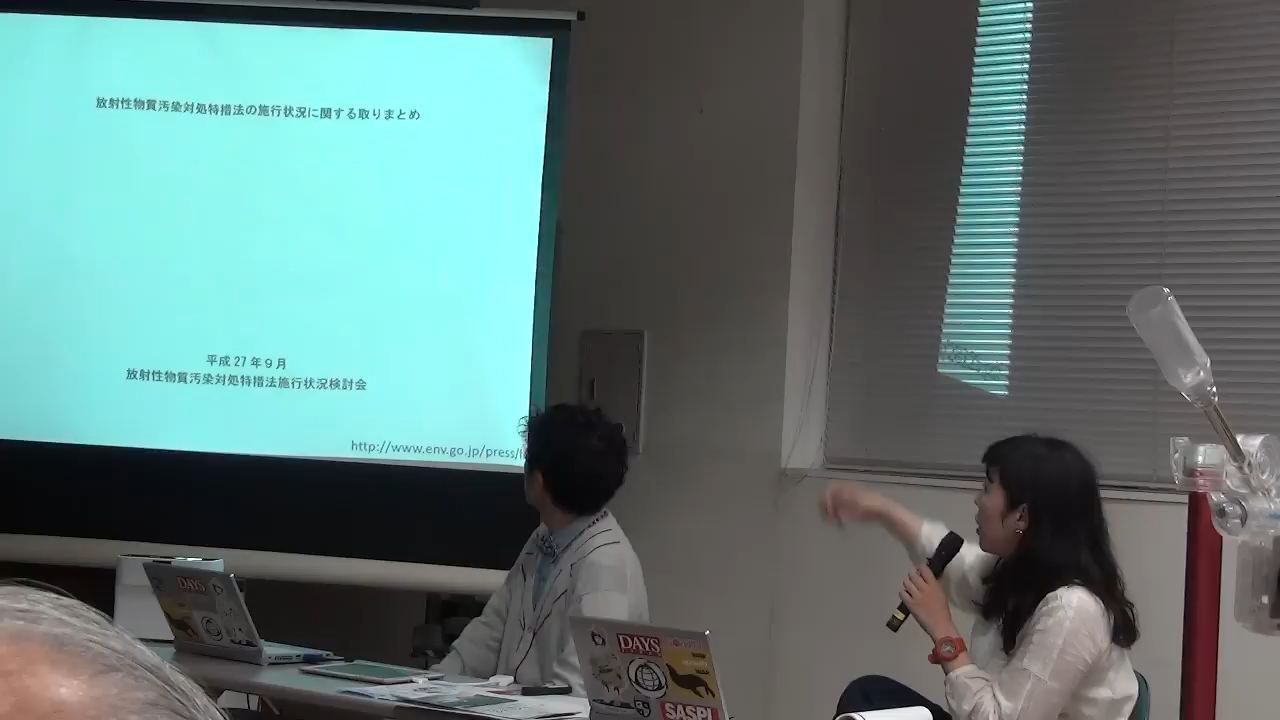 放射性物質汚染対処特措法の施行状況に関する取りまとめ
平成27年9月
放射性物質汚染対処特措法施行状況検討会
http://www.env.go.jp/press/
DAYS
DAYS
SASPL